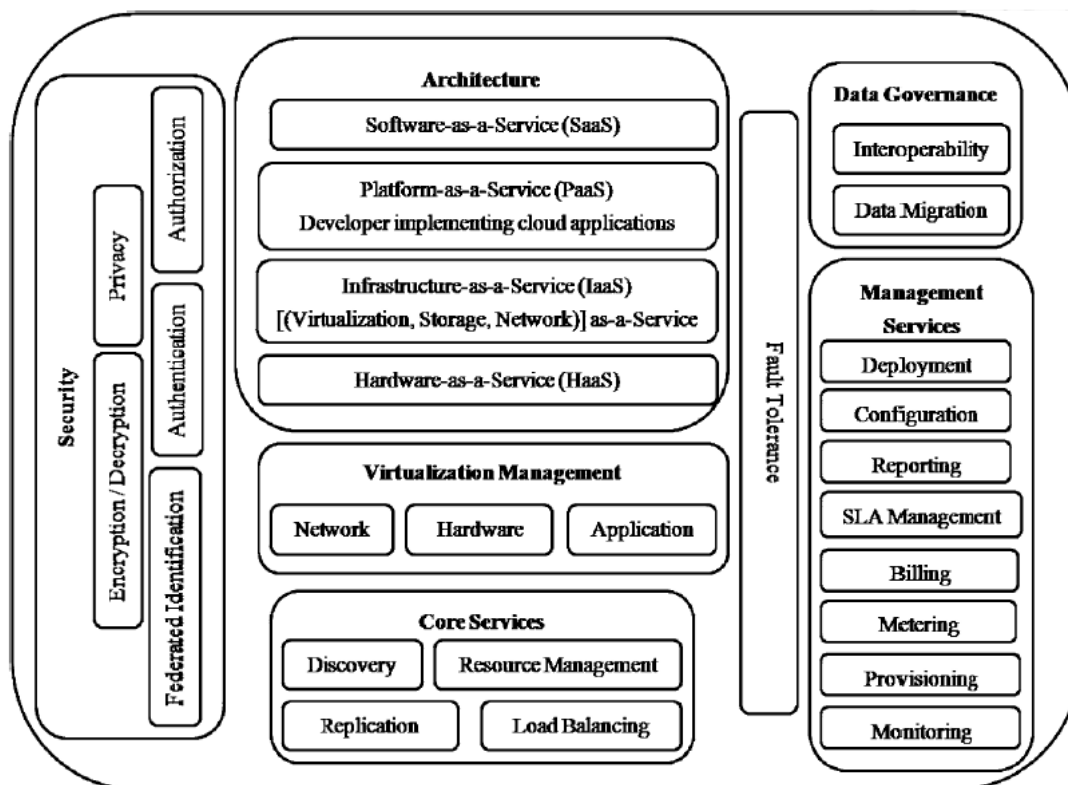 Security
Privacy
Encryption / Decryption
Authorization
Authentication
Federated Identification
Architecture
Software-as-a-Service (SaaS)
Platform-as-a-Service (PaaS)
Developer implementing cloud applications
Infrastructure-as-a-Service (IaaS)
[(Virtualization, Storage, Network)] as-a-Service
Hardware-as-a-Service (HaaS)
Virtualization Management
Network
Hardware
Application
Core Services
Discovery
Resource Management
Replication
Load Balancing
Fault Tolerance
Data Governance
Interoperability
Data Migration
Management
Services
Deployment
Configuration
Reporting
SLA Management
Billing
Metering
Provisioning
Monitoring